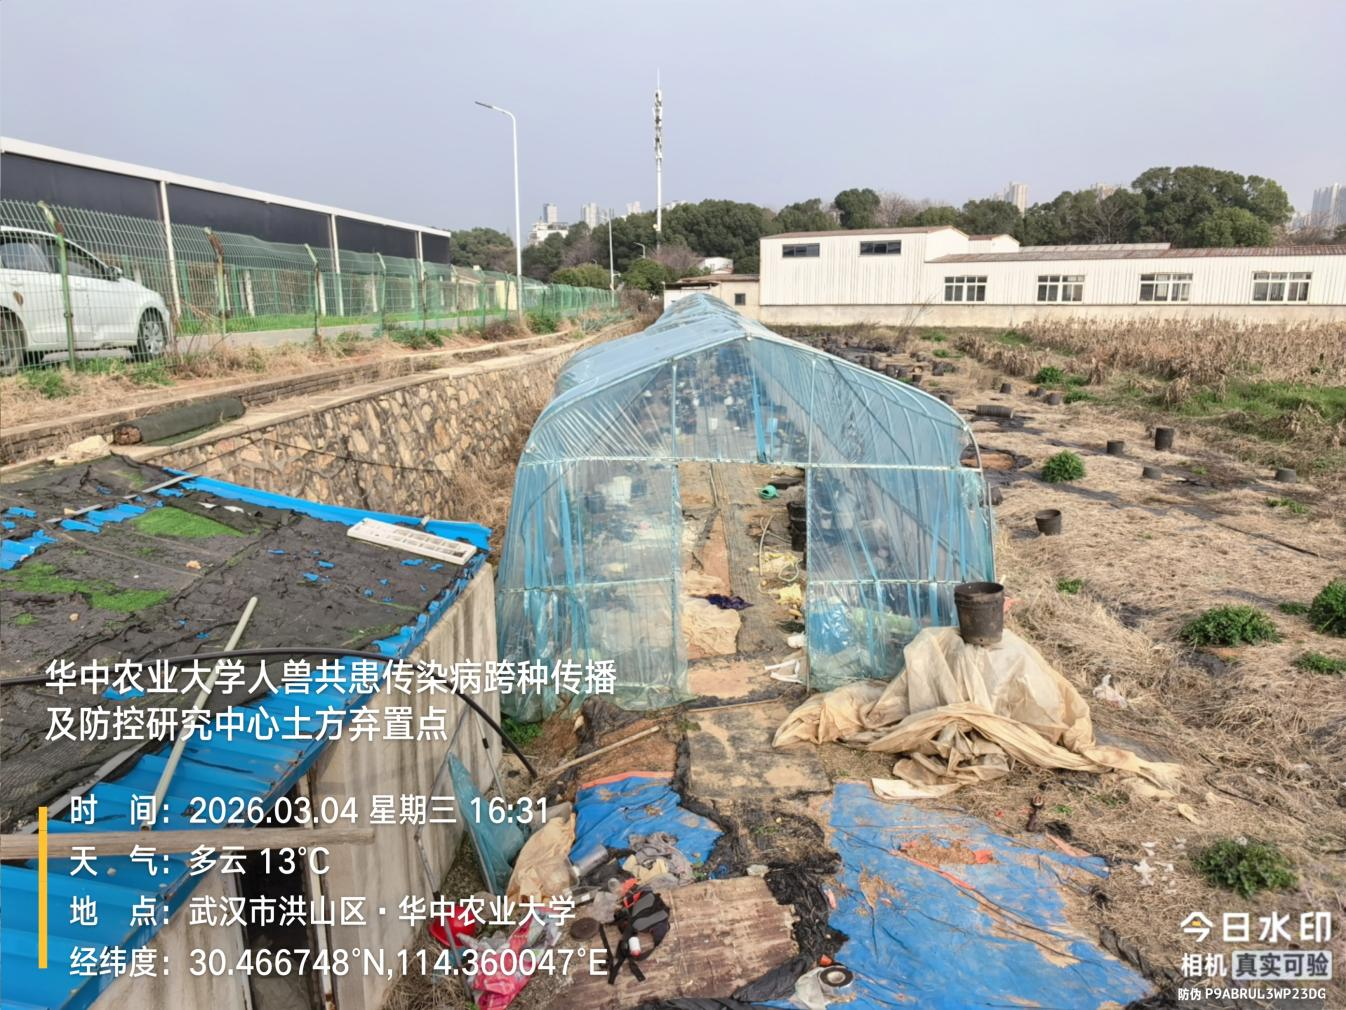 华中农业大学人兽共患传染病跨种传播
及防控研究中心土方弃置点
时 间：2026.03.04 星期三 16:31
天 气：多云 13℃
地 点：武汉市洪山区·华中农业大学
经纬度：30.466748°N,114.360047°E
今日水印
相机 真实可验
防伪 P9ABRUL3WP23DG